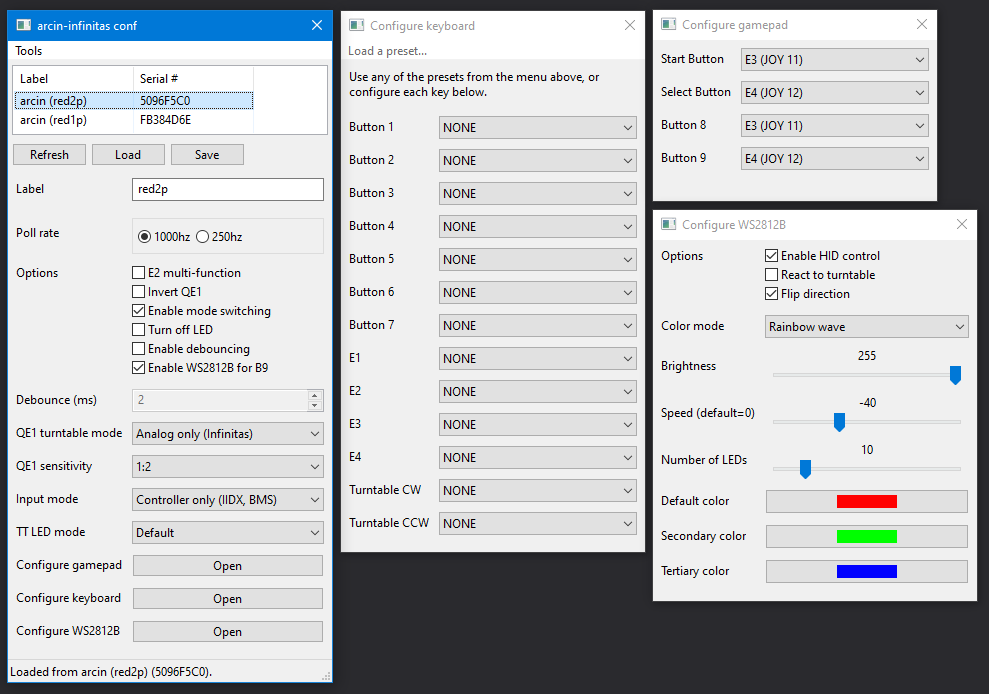 arcin-infinitas conf
Tools
Label Serial #
arcin (red2p) 5096F5C0
arcin (red1p) FB384D6E
Refresh Load Save
Label red2p
Poll rate 1000hz 250hz
Options E2 multi-function
Invert QE1
Enable mode switching
Turn off LED
Enable debouncing
Enable WS2812B for B9
Debounce (ms) 2
QE1 turntable mode Analog only (Infinitas)
QE1 sensitivity 1:2
Input mode Controller only (IIDX, BMS)
TT LED mode Default
Configure gamepad Open
Configure keyboard Open
Configure WS2812B Open
Loaded from arcin (red2p) (5096F5C0).
Configure keyboard
Load a preset...
Use any of the presets from the menu above, or
configure each key below.
Button 1 NONE
Button 2 NONE
Button 3 NONE
Button 4 NONE
Button 5 NONE
Button 6 NONE
Button 7 NONE
E1 NONE
E2 NONE
E3 NONE
E4 NONE
Turntable CW NONE
Turntable CCW NONE
Configure gamepad
Start Button E3 (JOY 11)
Select Button E4 (JOY 12)
Button 8 E3 (JOY 11)
Button 9 E4 (JOY 12)
Configure WS2812B
Options Enable HID control
React to turntable
Flip direction
Color mode Rainbow wave
255
Brightness
-40
Speed (default=0)
10
Number of LEDs
Default color
Secondary color
Tertiary color